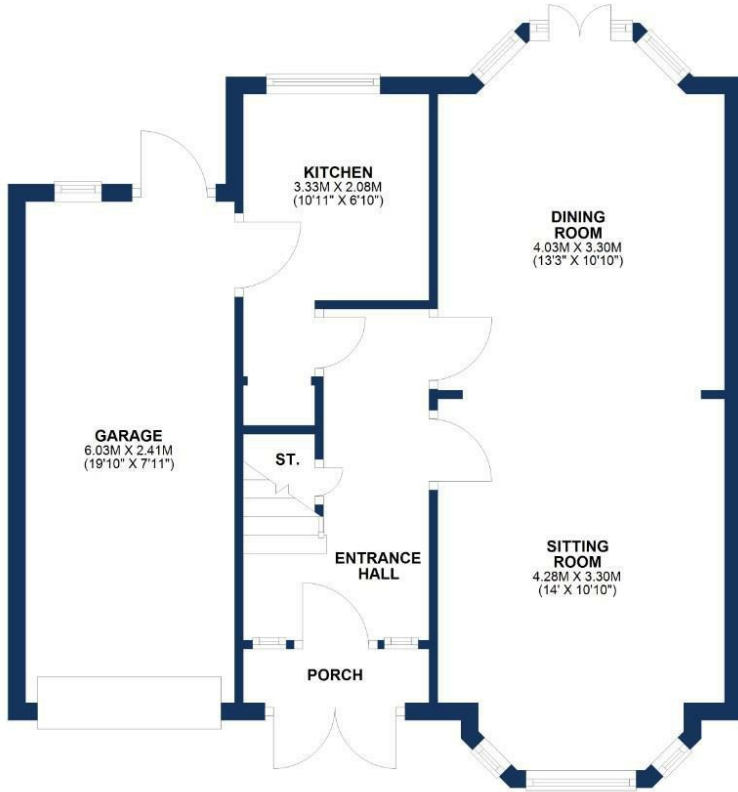 KITCHEN
3.33M X 2.08M
(10'11" X 6'10")
DINING
ROOM
4.03M X 3.30M
(13'3" X 10'10")
GARAGE
6.03M X 2.41M
(19'10" X 7'11")
ST.
ENTRANCE
HALL
SITTING
ROOM
4.28M X 3.30M
(14' X 10'10")
PORCH